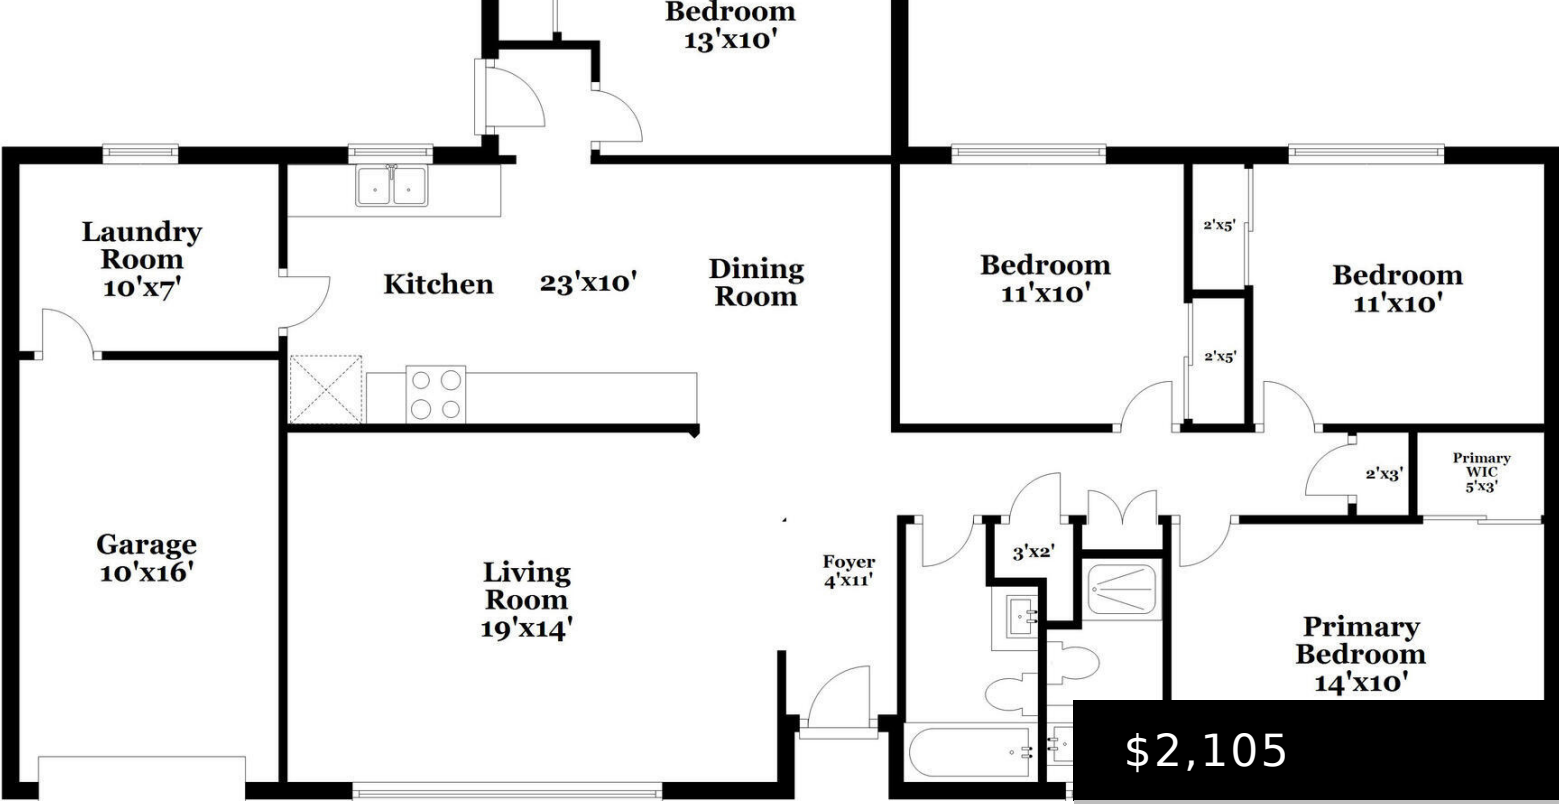 Bedroom
13'x10'
Laundry
Room
10'x7'
Kitchen
23'x10'
Dining
Room
Bedroom
11'x10'
2'x5'
2'x5'
Bedroom
11'x10'
Garage
10'x16'
Living
Room
19'x14'
Foyer
4'x11'
3'x2'
2'x3'
Primary
WIC
5'x3'
Primary
Bedroom
14'x10'
$2,105